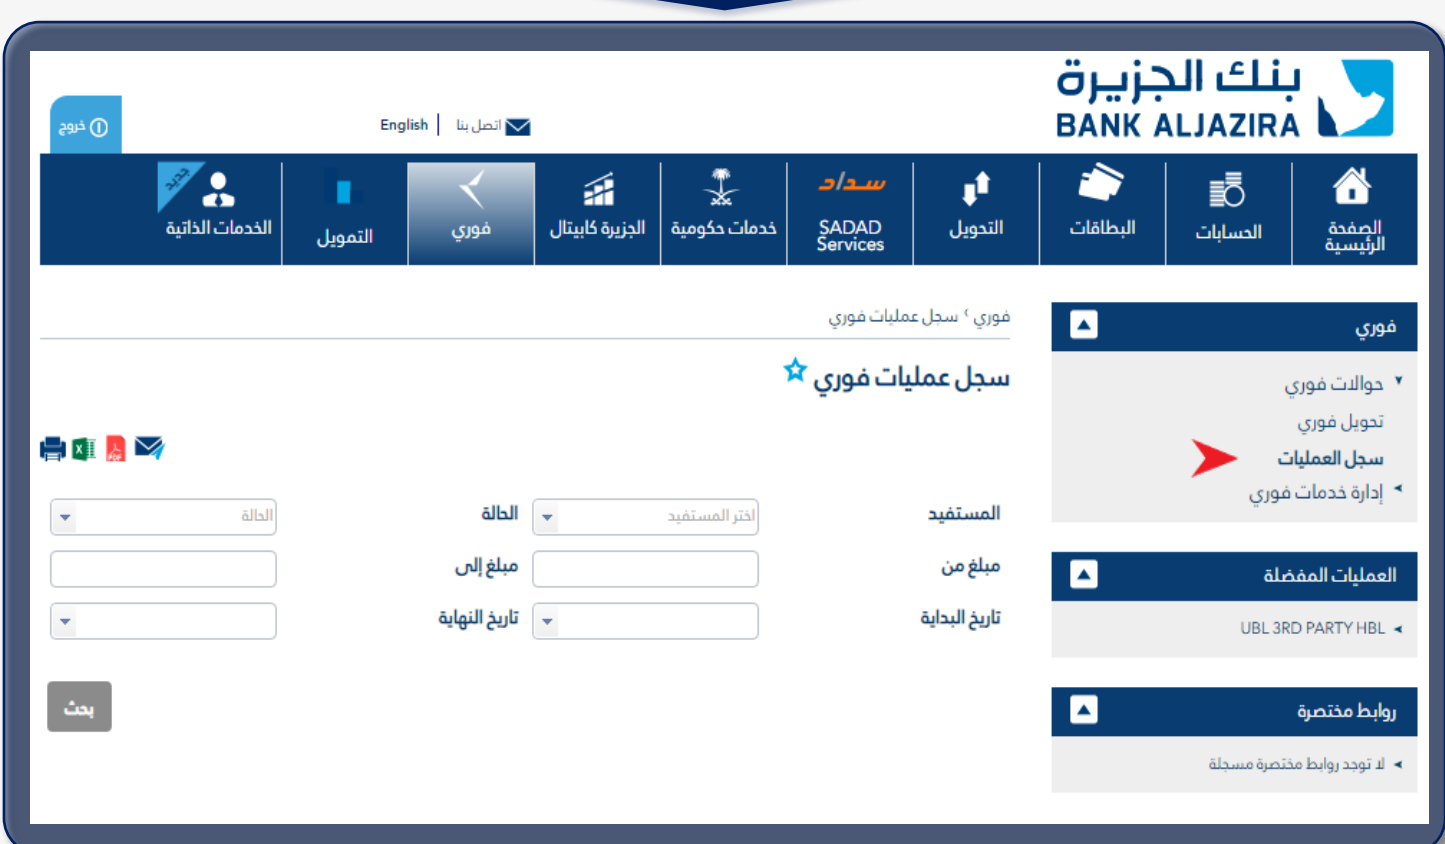 بنك الجزيرة
BANK ALJAZIRA
اتصل بنا
English
خروج
الصفحة الرئيسية
الحسابات
البطاقات
التحويل
سداد
SADAD Services
خدمات حكومية
الجزيرة كابيتال
فوري
التمويل
الخدمات الذاتية
جديد
فوري
حوالات فوري
تحويل فوري
سجل العمليات
إدارة خدمات فوري
العمليات المفضلة
UBL 3RD PARTY HBL
روابط مختصرة
لا توجد روابط مختصرة مسجلة
فوري › سجل عمليات فوري
سجل عمليات فوري
PDF
المستفيد
اختر المستفيد
الحالة
الحالة
مبلغ من
مبلغ إلى
تاريخ البداية
تاريخ النهاية
بحث